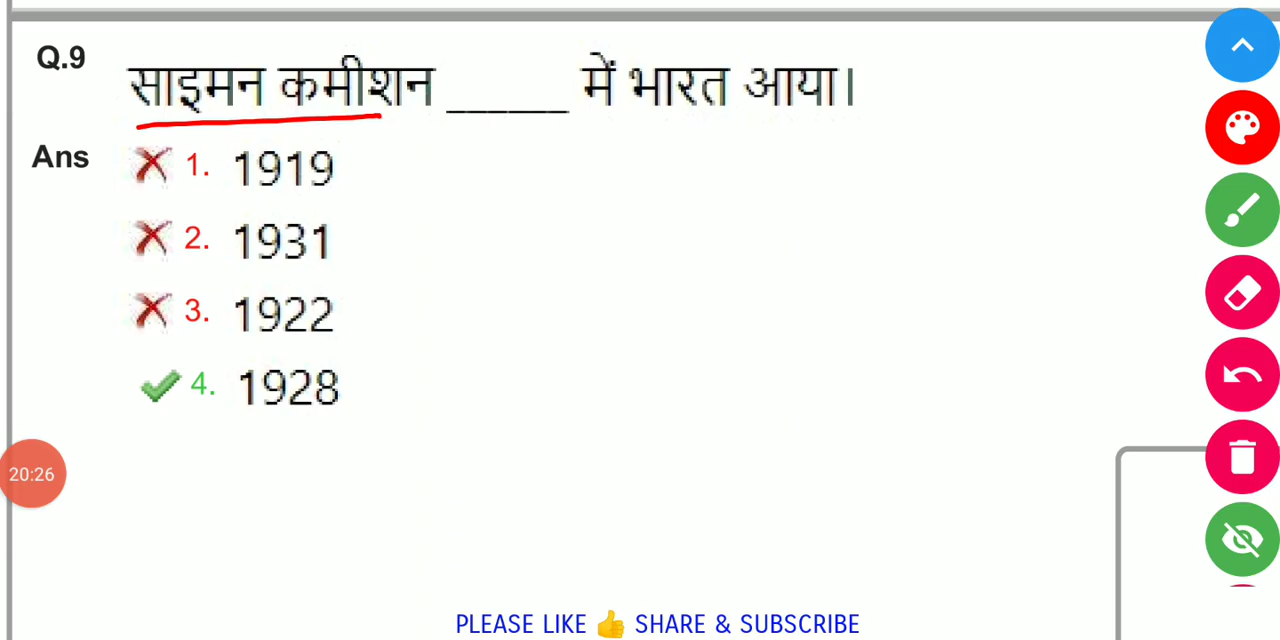 Q.9 साइमन कमीशन ______ में भारत आया।
Ans 1. 1919
2. 1931
3. 1922
4. 1928
20:26
PLEASE LIKE 👍 SHARE & SUBSCRIBE